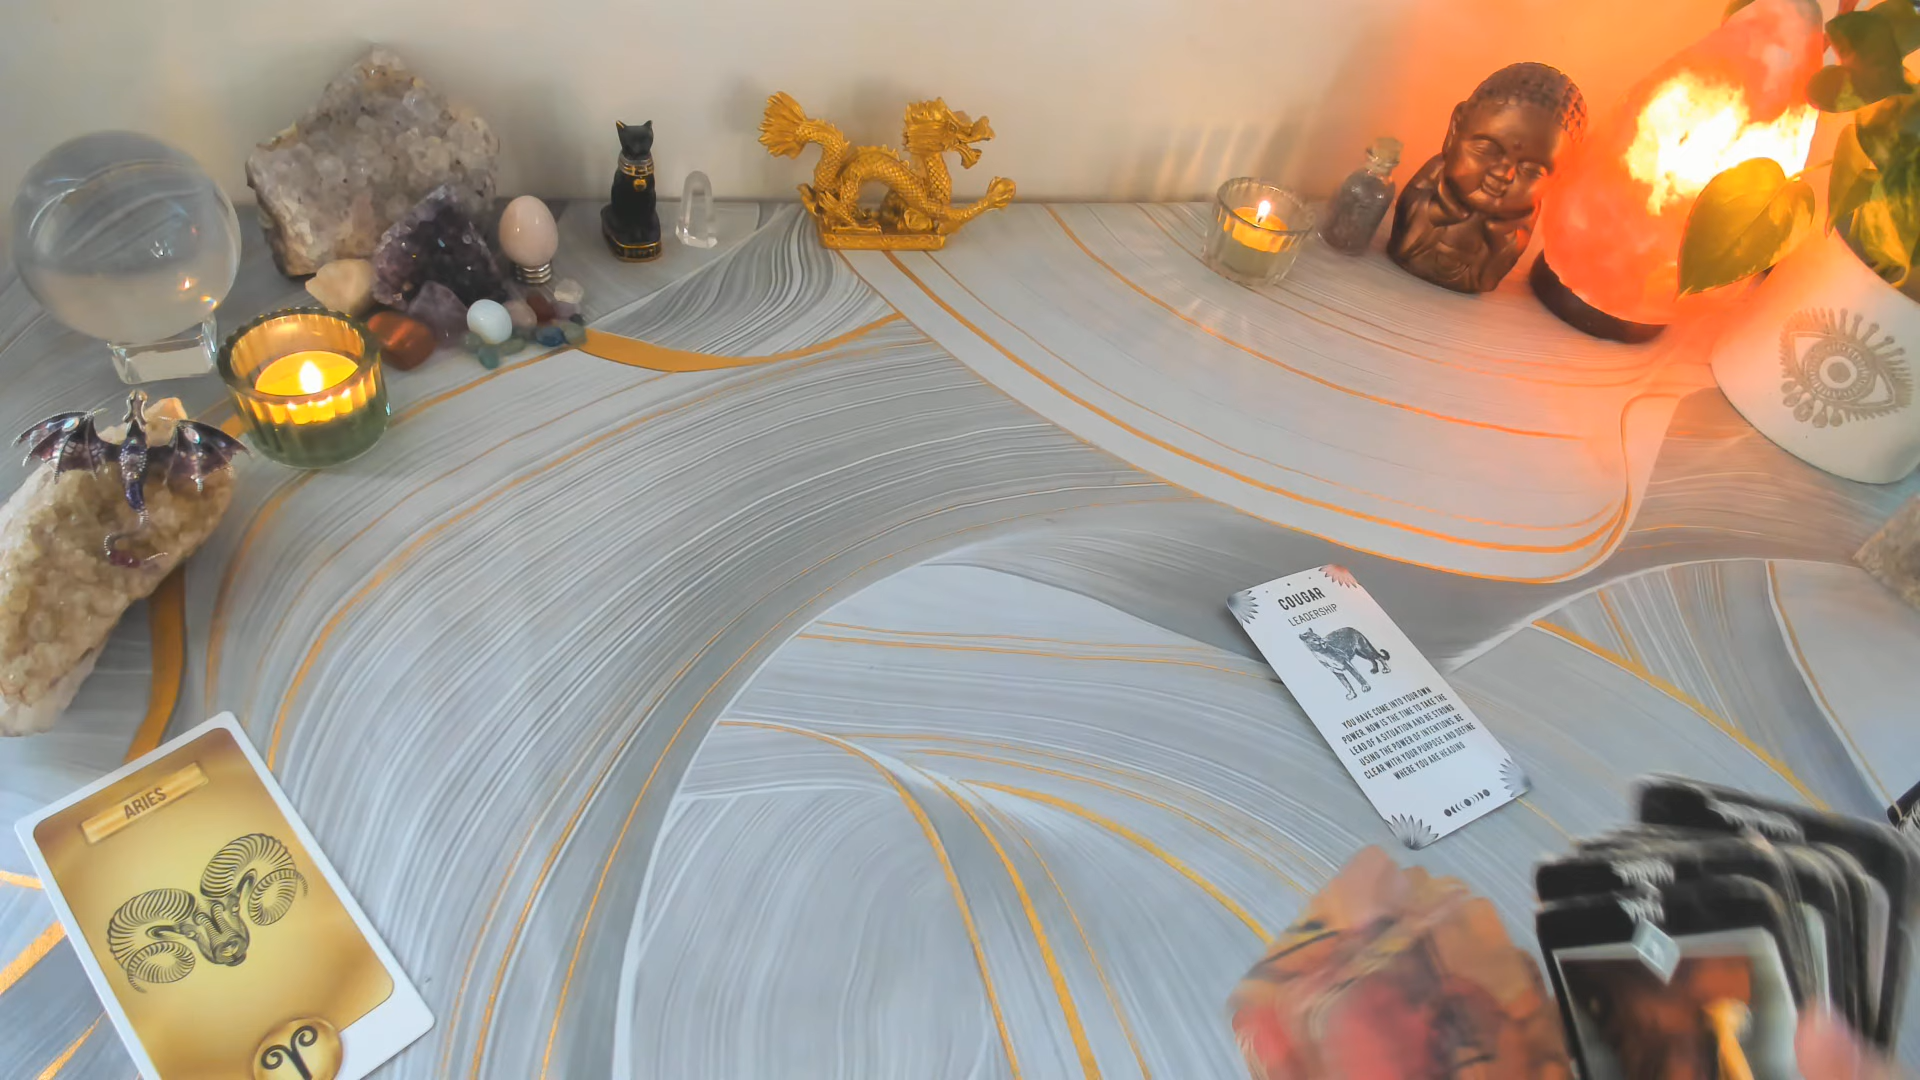 COUGAR
LEADERSHIP
YOU HAVE COME INTO YOUR OWN
POWER. NOW IS THE TIME TO TAKE THE
LEAD OF A SITUATION AND BE STRONG
USING THE POWER OF INTENTIONS. BE
CLEAR WITH YOUR PURPOSE AND DEFINE
WHERE YOU ARE HEADING
ARIES